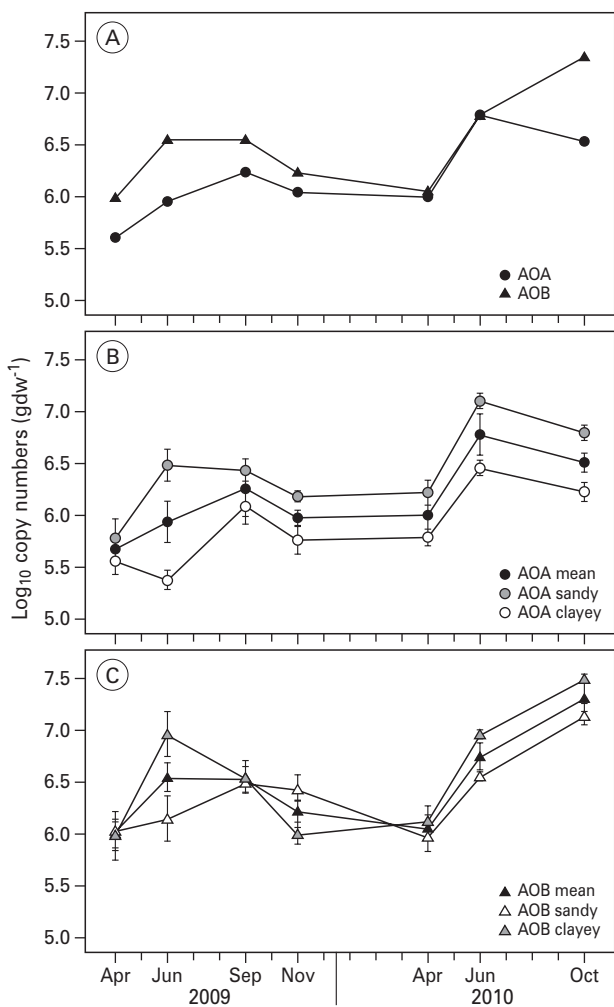 A
7.5
7.0
6.5
6.0
5.5
5.0
AOA
AOB
B
7.5
7.0
6.5
6.0
5.5
5.0
AOA mean
AOA sandy
AOA clayey
Log10 copy numbers (gdw-1)
C
7.5
7.0
6.5
6.0
5.5
5.0
AOB mean
AOB sandy
AOB clayey
Apr Jun Sep Nov Apr Jun Oct
2009 2010